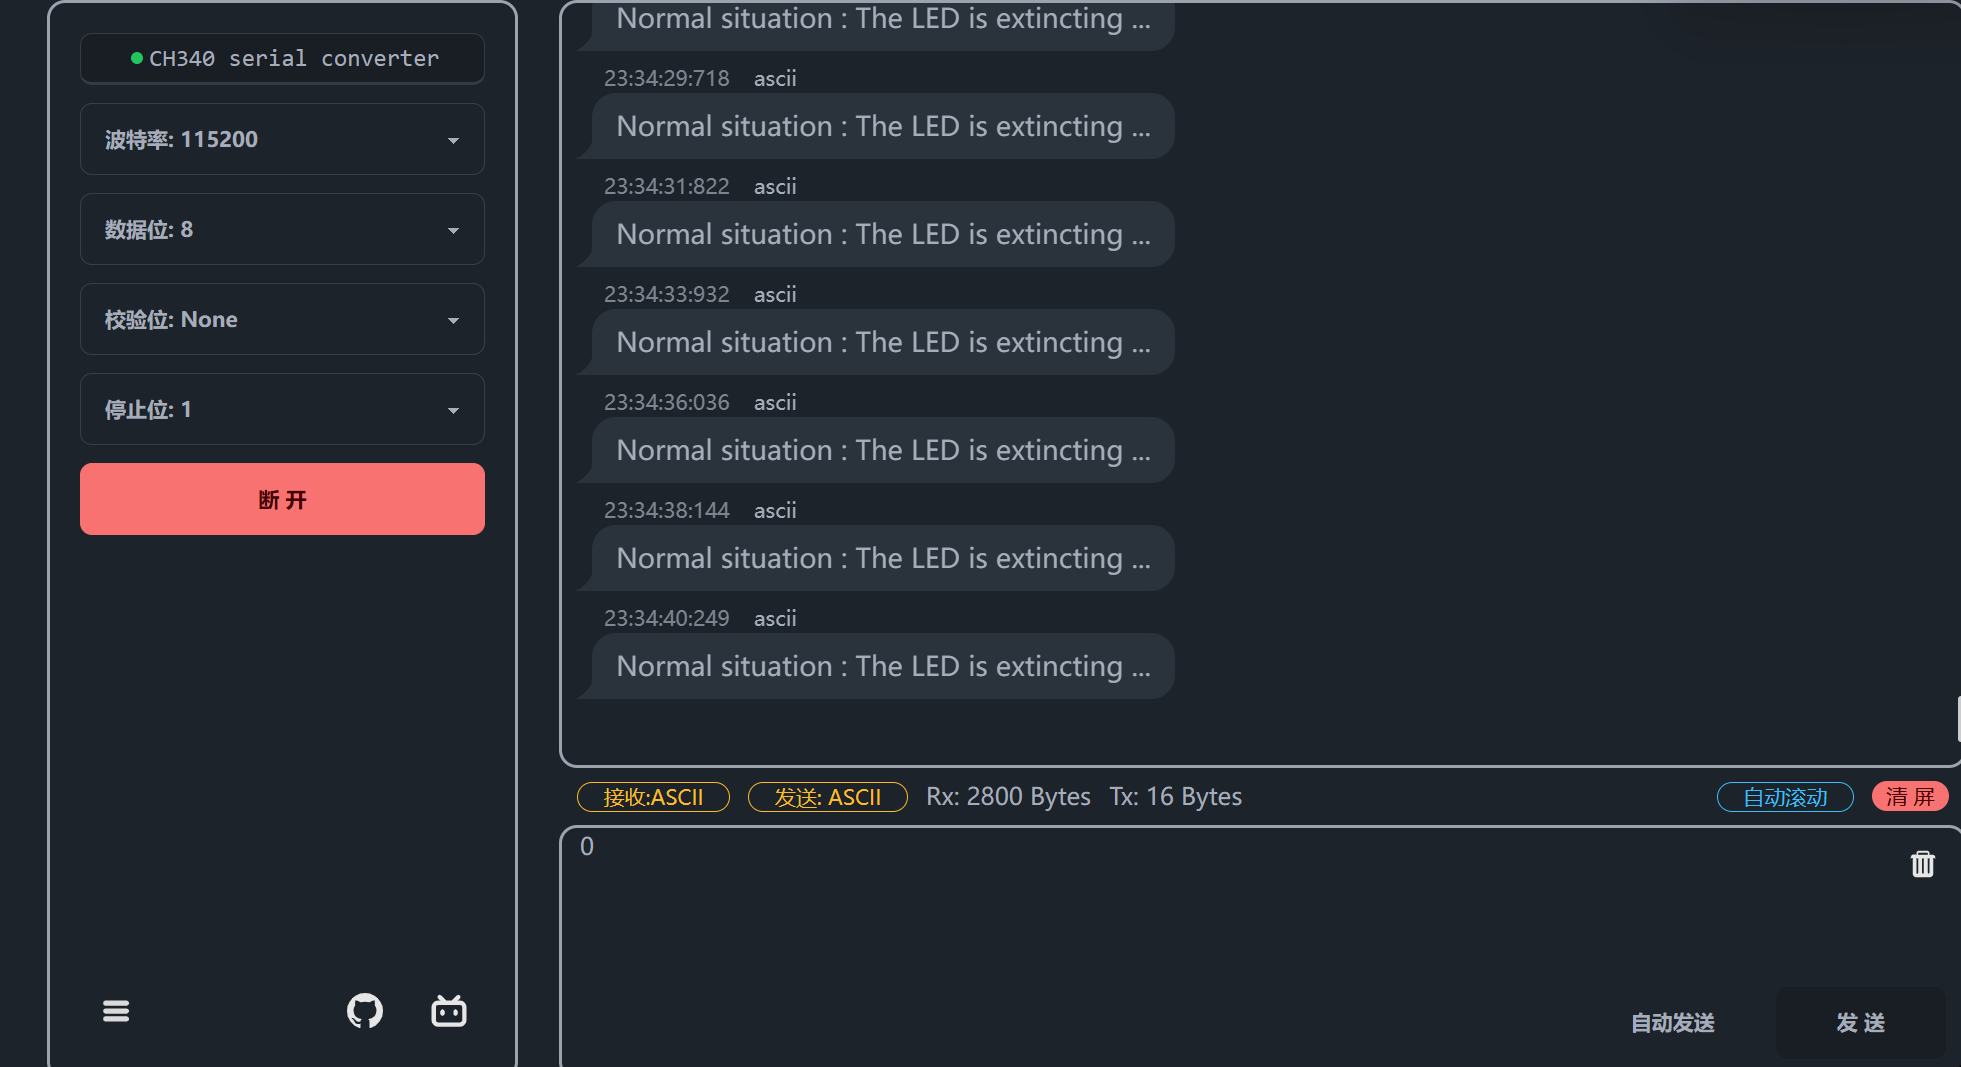 CH340 serial converter
波特率: 115200
数据位: 8
校验位: None
停止位: 1
断 开
Normal situation : The LED is extincting ...
23:34:29:718 ascii
Normal situation : The LED is extincting ...
23:34:31:822 ascii
Normal situation : The LED is extincting ...
23:34:33:932 ascii
Normal situation : The LED is extincting ...
23:34:36:036 ascii
Normal situation : The LED is extincting ...
23:34:38:144 ascii
Normal situation : The LED is extincting ...
23:34:40:249 ascii
Normal situation : The LED is extincting ...
接收:ASCII 发送: ASCII Rx: 2800 Bytes Tx: 16 Bytes 自动滚动 清 屏
0
自动发送 发 送